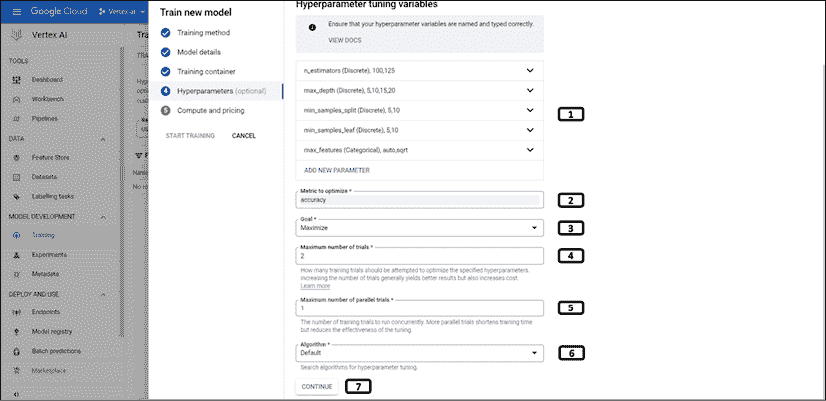 Google Cloud
Vertex-ai
Vertex AI
TOOLS
Dashboard
Workbench
Pipelines
DATA
Feature Store
Datasets
Labelling tasks
MODEL DEVELOPMENT
Training
Experiments
Metadata
DEPLOY AND USE
Endpoints
Model registry
Batch predictions
Marketplace
Train new model
Training method
Model details
Training container
4 Hyperparameters (optional)
5 Compute and pricing
START TRAINING CANCEL
Hyperparameter tuning variables
Ensure that your hyperparameter variables are named and typed correctly.
VIEW DOCS
n_estimators (Discrete), 100,125
max_depth (Discrete), 5,10,15,20
min_samples_split (Discrete), 5,10
min_samples_leaf (Discrete), 5,10
max_features (Categorical), auto,sqrt
ADD NEW PARAMETER
1
Metric to optimize *
accuracy
2
Goal *
Maximize
3
Maximum number of trials *
2
4
How many training trials should be attempted to optimize the specified hyperparameters.
Increasing the number of trials generally yields better results but also increases cost.
Learn more
Maximum number of parallel trials *
1
5
The number of training trials to run concurrently. More parallel trials shortens training time
but reduces the effectiveness of the tuning.
Algorithm *
Default
6
Search algorithms for hyperparameter tuning.
CONTINUE
7